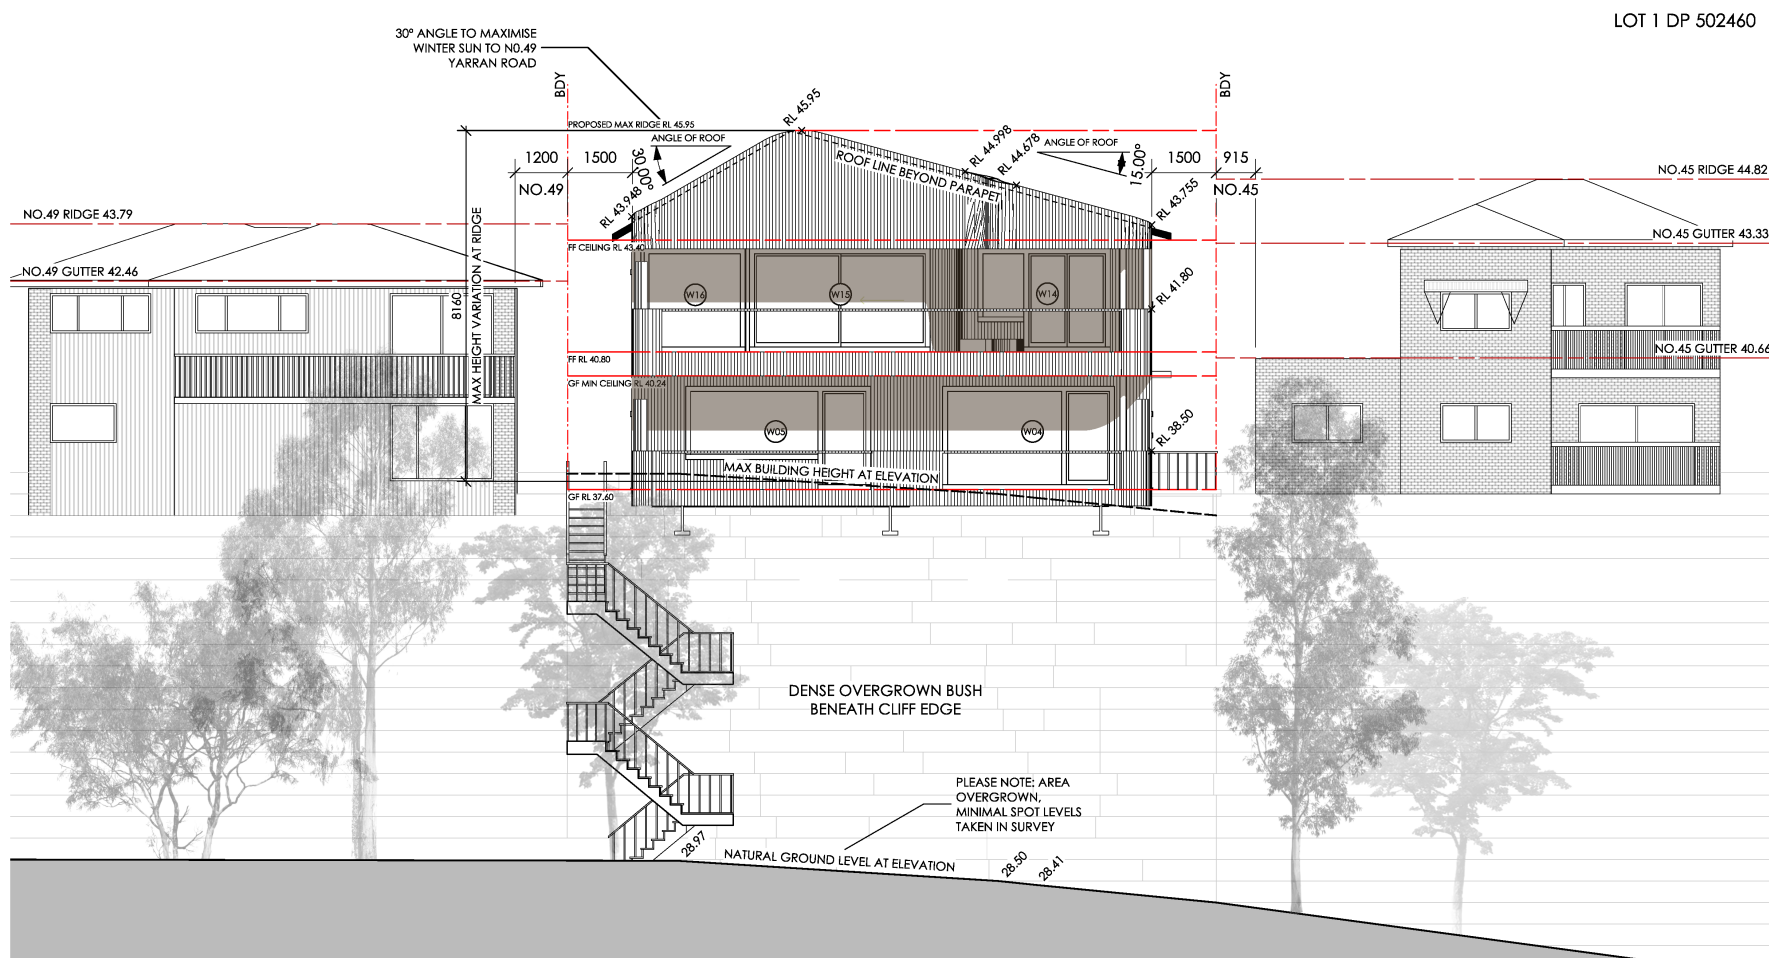 LOT 1 DP 502460
30° ANGLE TO MAXIMISE
WINTER SUN TO N0.49
YARRAN ROAD
BDY
BDY
RL 45.95
PROPOSED MAX RIDGE RL 45.95
ANGLE OF ROOF
30.00°
RL 44.998
RL 44.678
ANGLE OF ROOF
15.00°
1200
1500
1500
915
ROOF LINE BEYOND PARAPET
NO.49
NO.45
RL 43.948
RL 43.755
NO.45 RIDGE 44.82
NO.49 RIDGE 43.79
NO.45 GUTTER 43.33
FF CEILING RL 43.40
NO.49 GUTTER 42.46
8160
MAX HEIGHT VARIATION AT RIDGE
W16
W15
W14
RL 41.80
FF RL 40.80
NO.45 GUTTER 40.66
GF MIN CEILING RL 40.24
W05
W04
RL 38.50
MAX BUILDING HEIGHT AT ELEVATION
GF RL 37.60
DENSE OVERGROWN BUSH
BENEATH CLIFF EDGE
PLEASE NOTE: AREA
OVERGROWN,
MINIMAL SPOT LEVELS
TAKEN IN SURVEY
28.97
NATURAL GROUND LEVEL AT ELEVATION
28.50
28.41